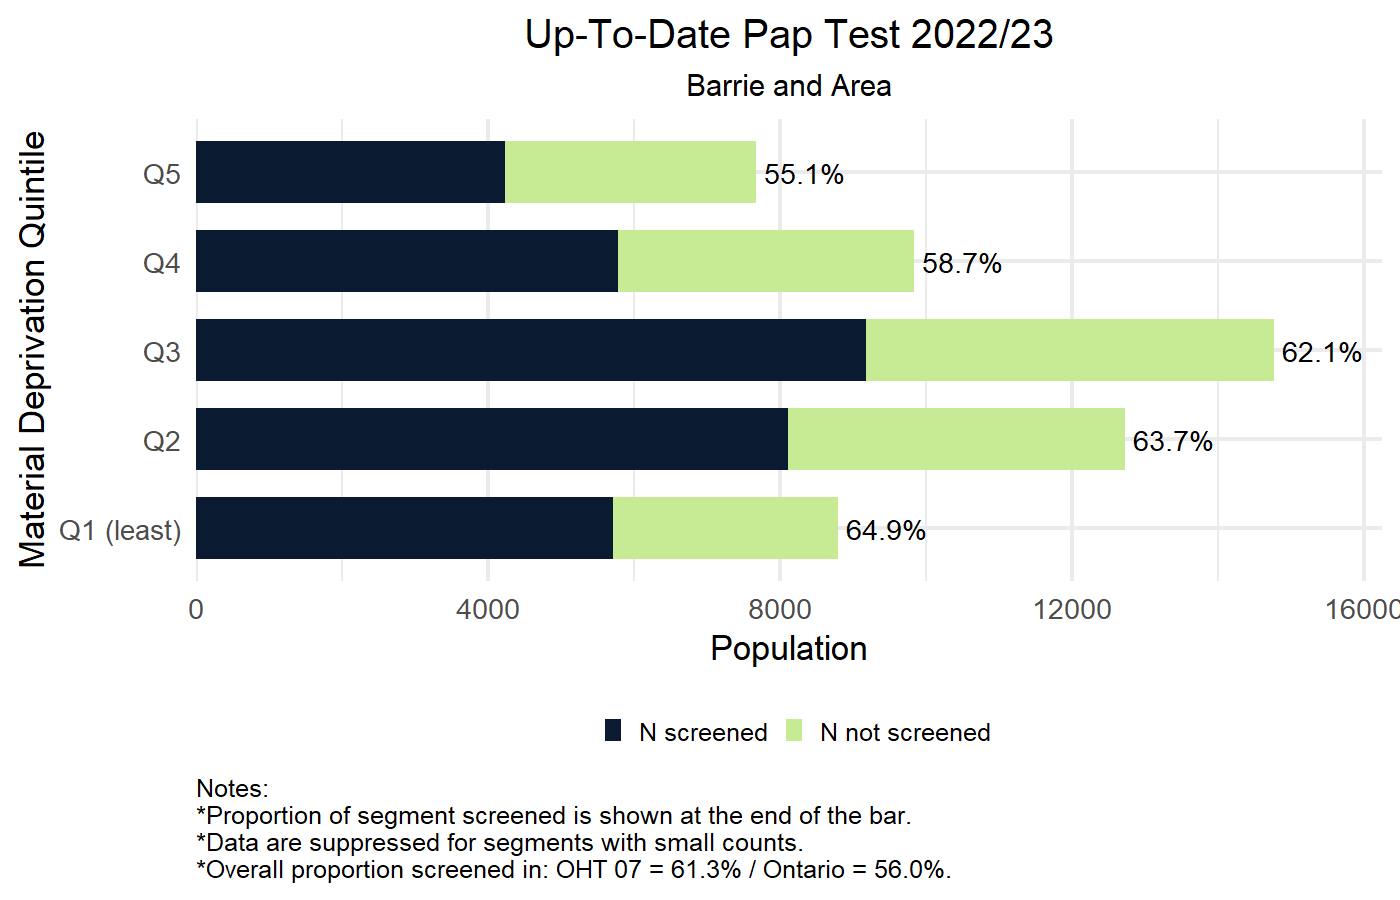 Up-To-Date Pap Test 2022/23
Barrie and Area
Material Deprivation Quintile
Q5
55.1%
Q4
58.7%
Q3
62.1%
Q2
63.7%
Q1 (least)
64.9%
0 4000 8000 12000 16000
Population
N screened N not screened
Notes:
*Proportion of segment screened is shown at the end of the bar.
*Data are suppressed for segments with small counts.
*Overall proportion screened in: OHT 07 = 61.3% / Ontario = 56.0%.